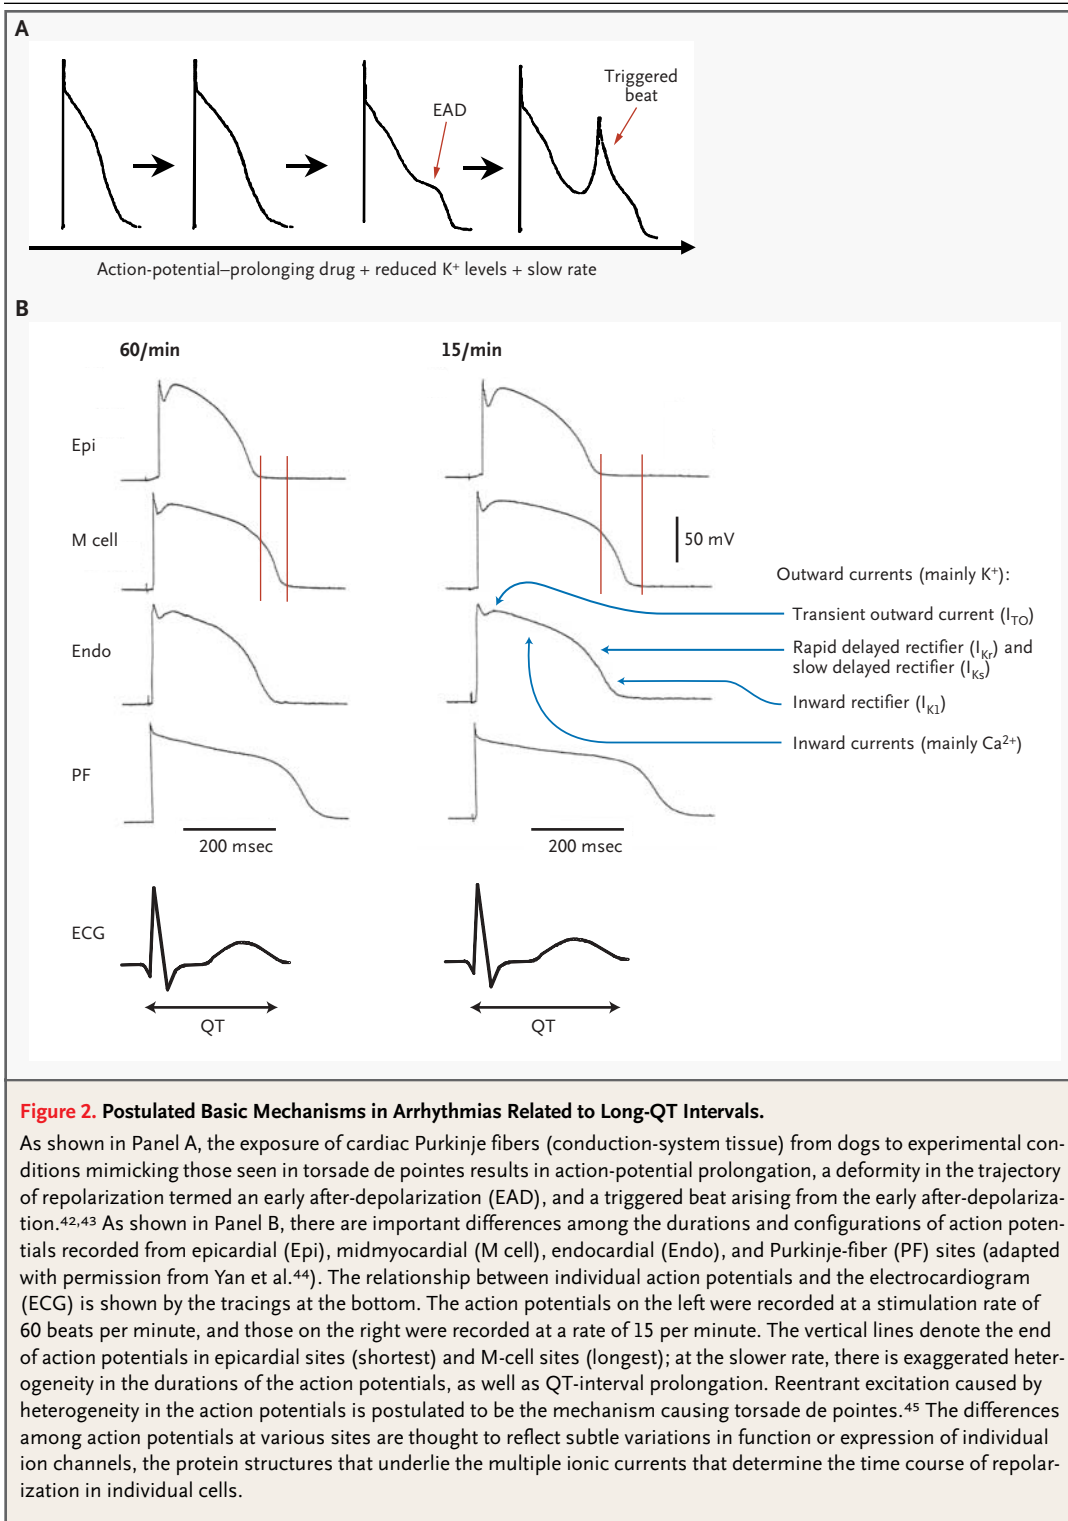 A
EAD
Triggered
beat
Action-potential–prolonging drug + reduced K⁺ levels + slow rate
B
60/min
15/min
Epi
M cell
50 mV
Outward currents (mainly K⁺):
Transient outward current (I_TO)
Endo
Rapid delayed rectifier (I_Kr) and
slow delayed rectifier (I_Ks)
Inward rectifier (I_K1)
Inward currents (mainly Ca²⁺)
PF
200 msec
200 msec
ECG
QT
QT
Figure 2. Postulated Basic Mechanisms in Arrhythmias Related to Long-QT Intervals.
As shown in Panel A, the exposure of cardiac Purkinje fibers (conduction-system tissue) from dogs to experimental con-
ditions mimicking those seen in torsade de pointes results in action-potential prolongation, a deformity in the trajectory
of repolarization termed an early after-depolarization (EAD), and a triggered beat arising from the early after-depolariza-
tion.⁴²,⁴³ As shown in Panel B, there are important differences among the durations and configurations of action poten-
tials recorded from epicardial (Epi), midmyocardial (M cell), endocardial (Endo), and Purkinje-fiber (PF) sites (adapted
with permission from Yan et al.⁴⁴). The relationship between individual action potentials and the electrocardiogram
(ECG) is shown by the tracings at the bottom. The action potentials on the left were recorded at a stimulation rate of
60 beats per minute, and those on the right were recorded at a rate of 15 per minute. The vertical lines denote the end
of action potentials in epicardial sites (shortest) and M-cell sites (longest); at the slower rate, there is exaggerated heter-
ogeneity in the durations of the action potentials, as well as QT-interval prolongation. Reentrant excitation caused by
heterogeneity in the action potentials is postulated to be the mechanism causing torsade de pointes.⁴⁵ The differences
among action potentials at various sites are thought to reflect subtle variations in function or expression of individual
ion channels, the protein structures that underlie the multiple ionic currents that determine the time course of repolar-
ization in individual cells.